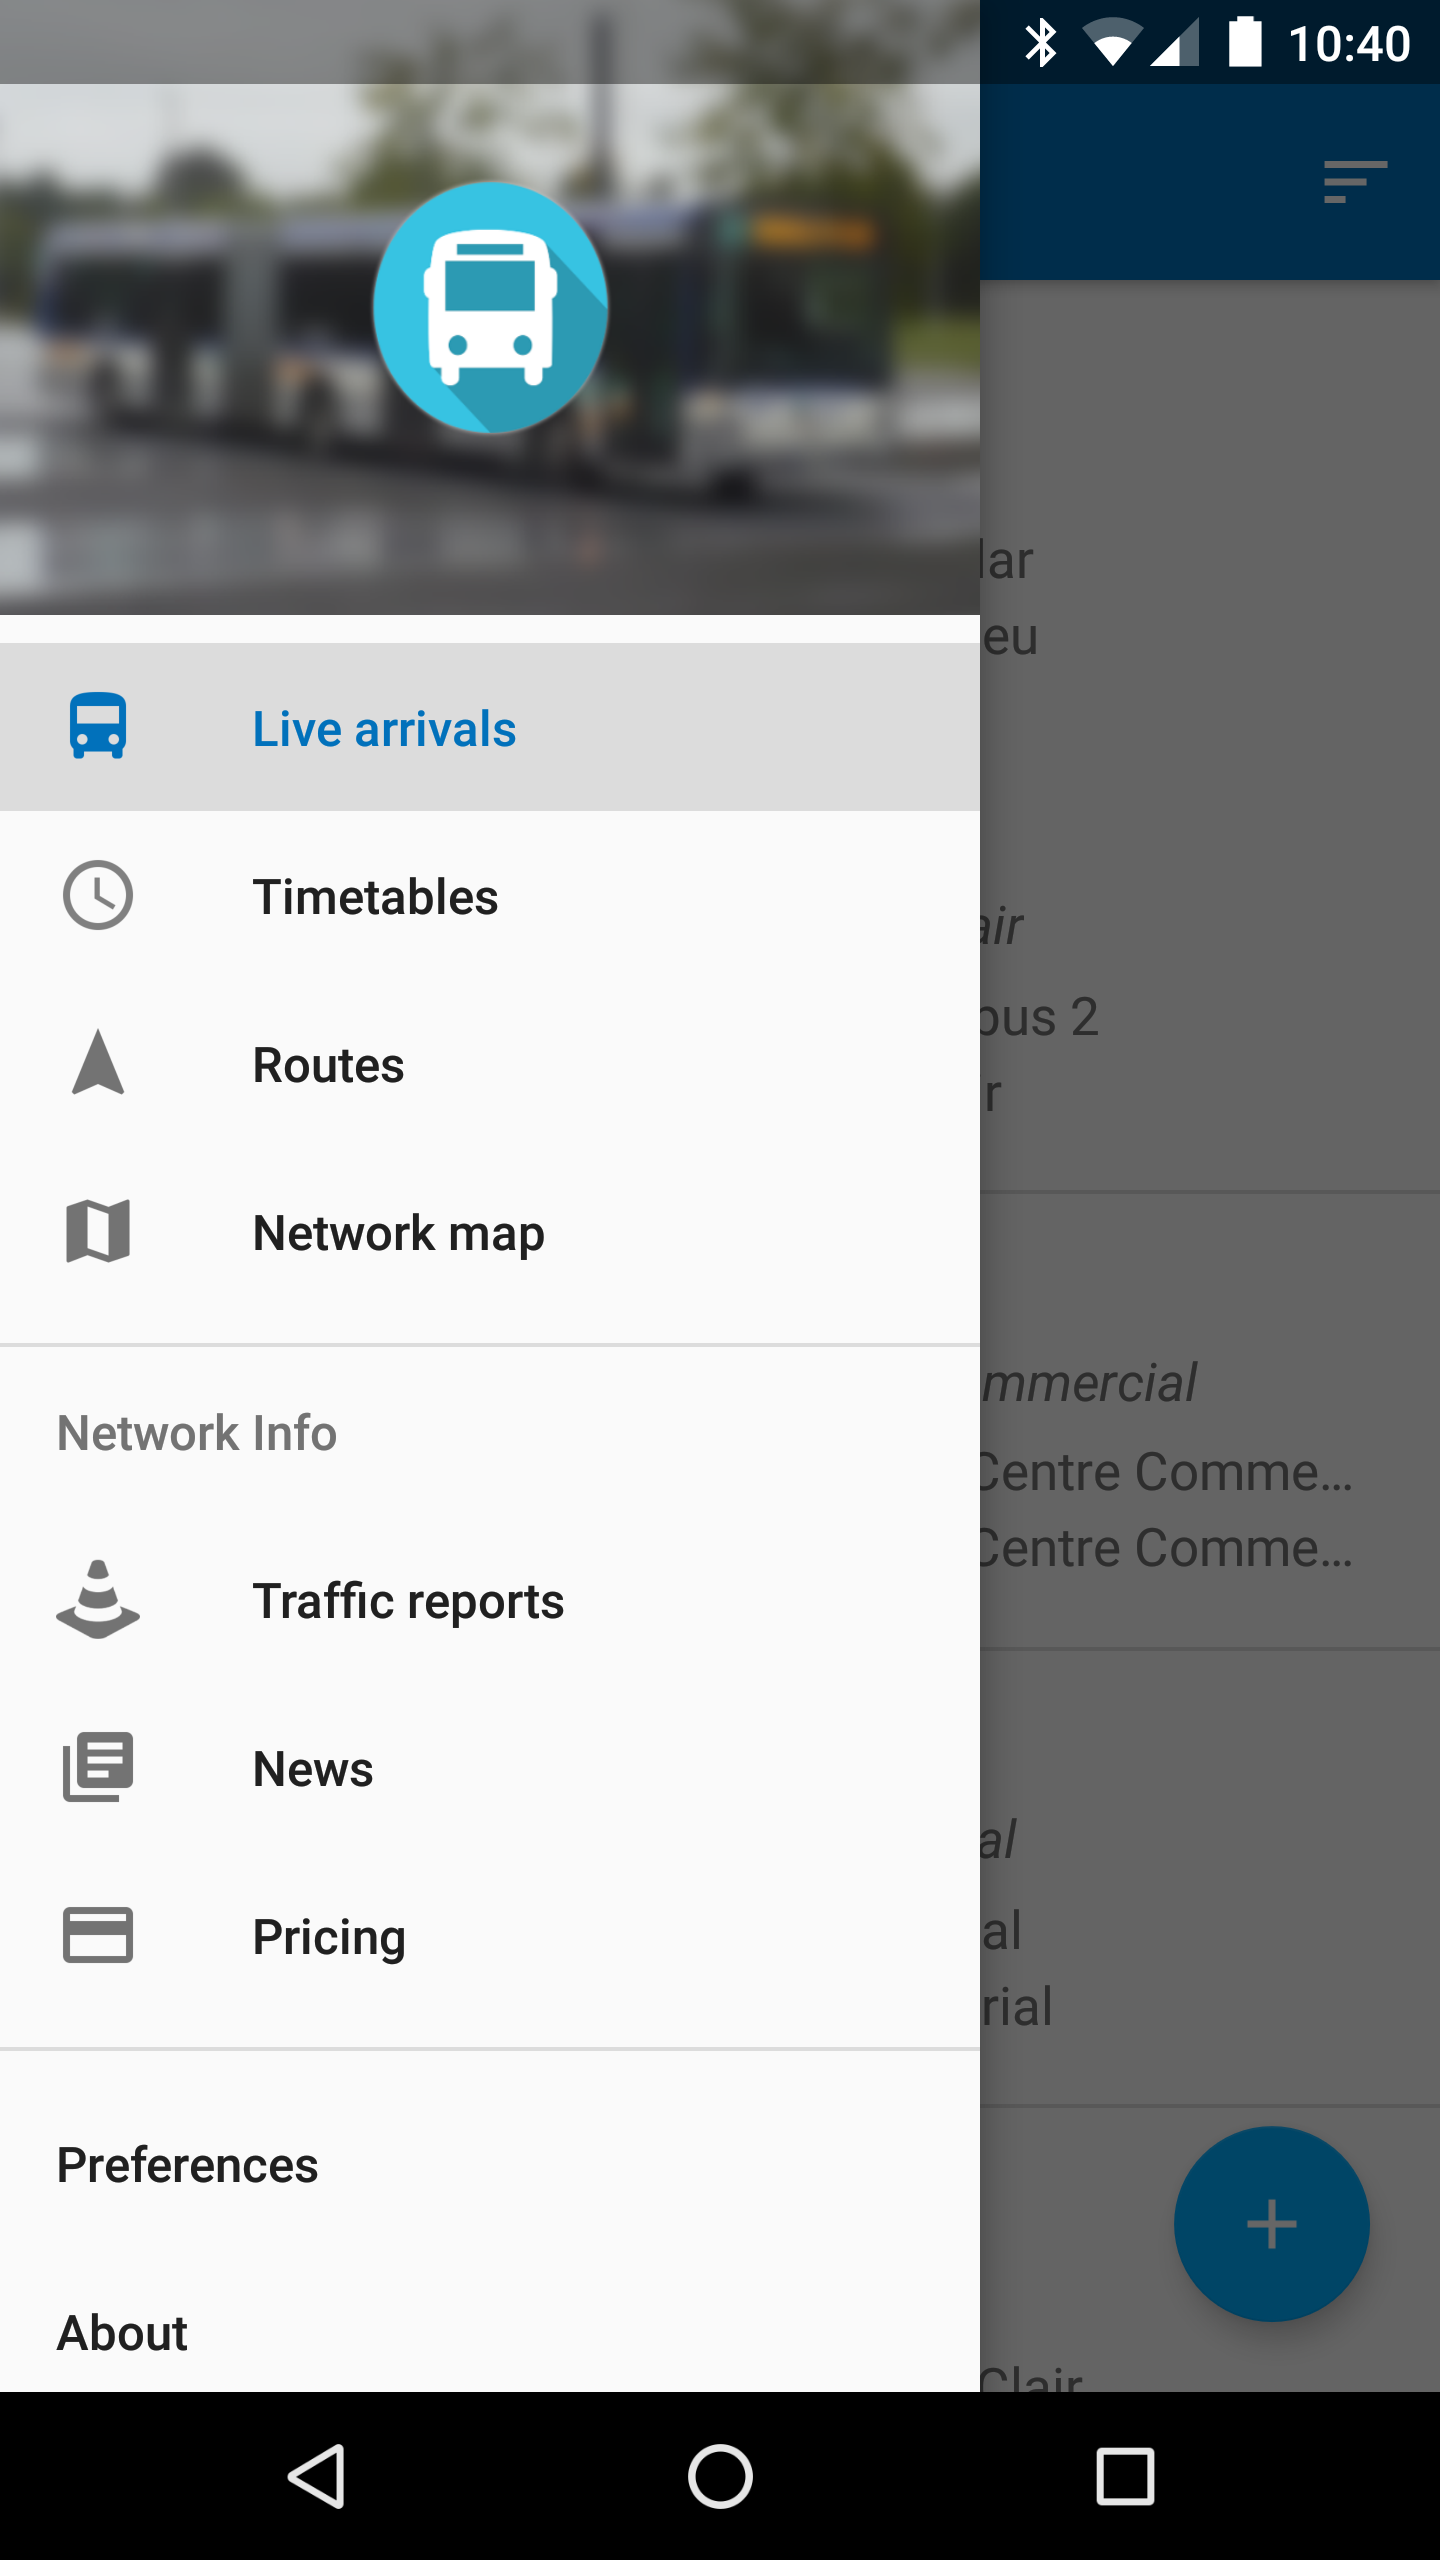 10:40
Live arrivals
Timetables
Routes
Network map
Network Info
Traffic reports
News
Pricing
Preferences
About
lar
eu
air
pus 2
r
mmercial
Centre Comme…
Centre Comme…
al
al
rial
Clair